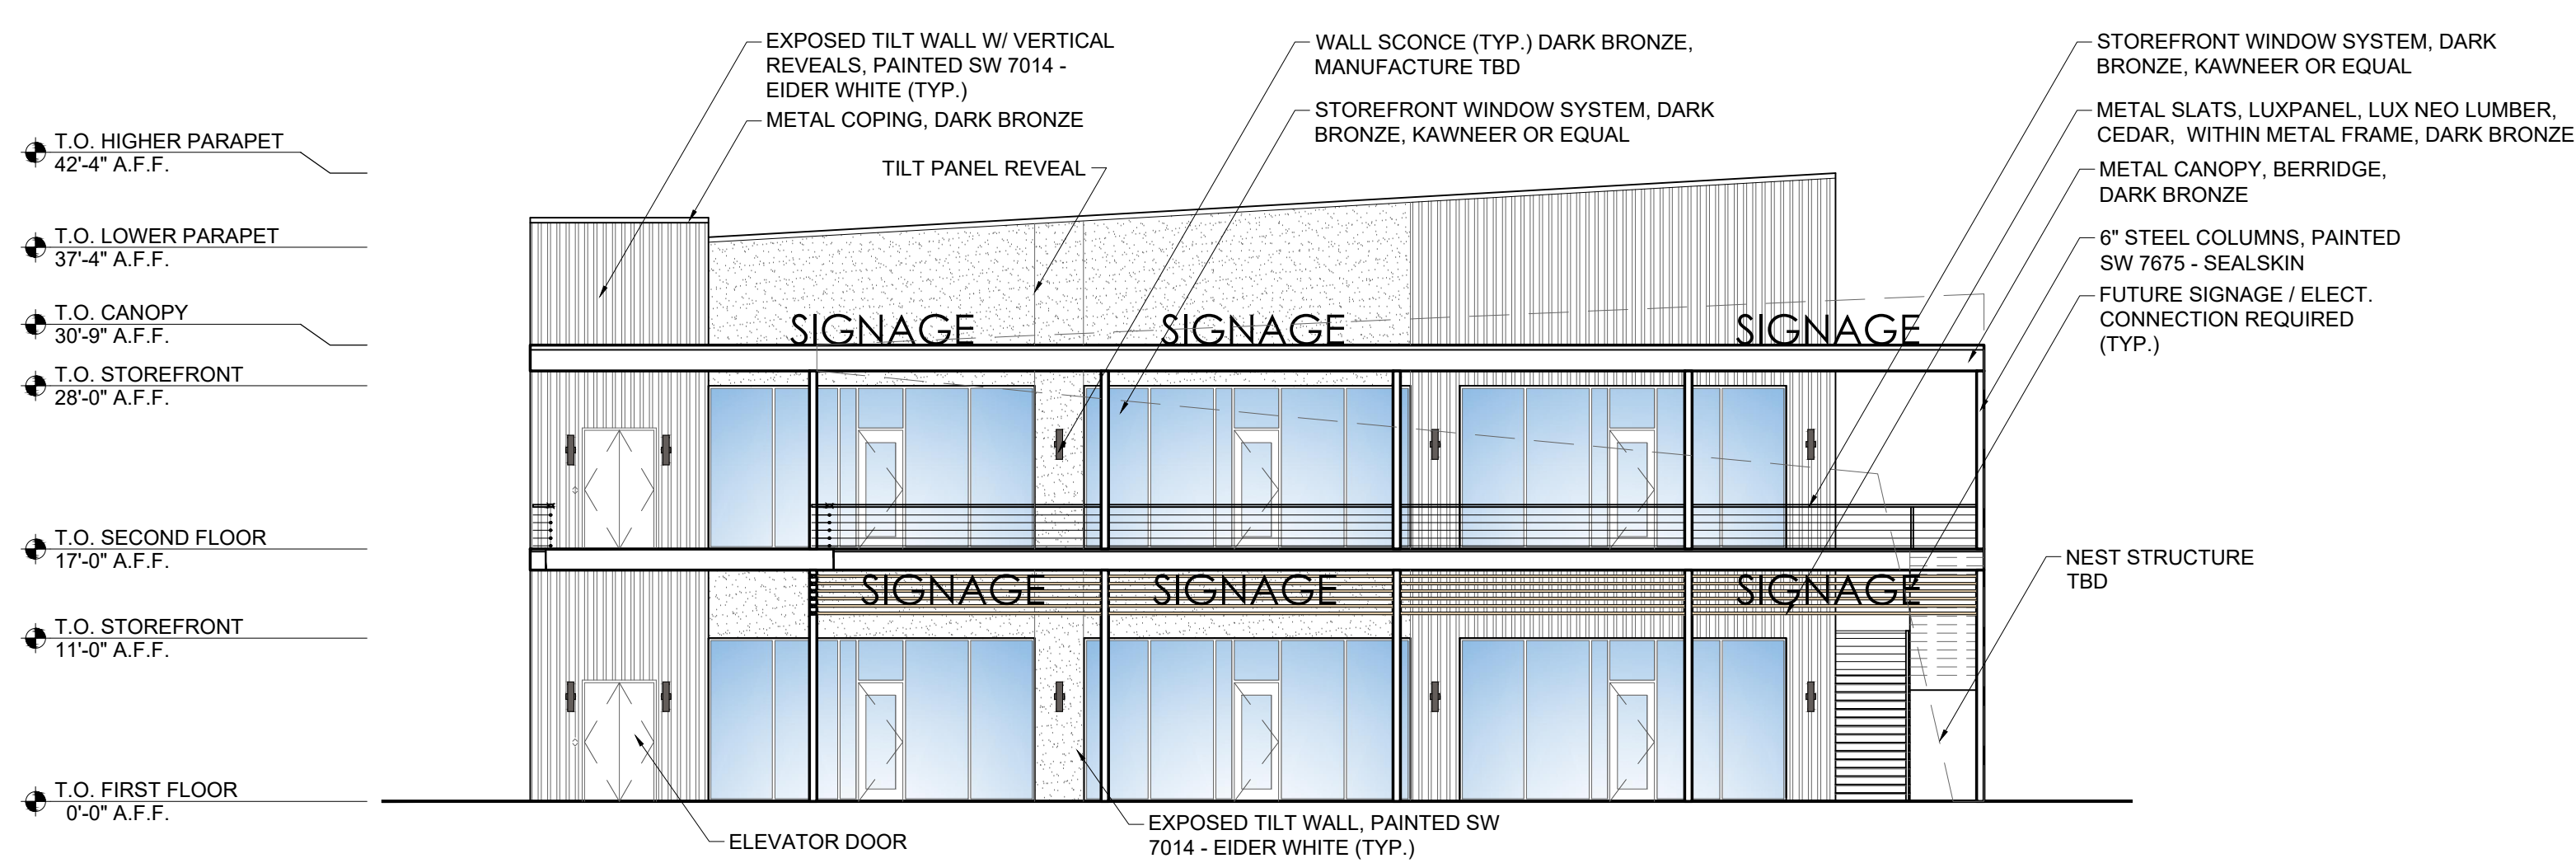 EXPOSED TILT WALL W/ VERTICAL
REVEALS, PAINTED SW 7014 -
EIDER WHITE (TYP.)
METAL COPING, DARK BRONZE
TILT PANEL REVEAL
WALL SCONCE (TYP.) DARK BRONZE,
MANUFACTURE TBD
STOREFRONT WINDOW SYSTEM, DARK
BRONZE, KAWNEER OR EQUAL
STOREFRONT WINDOW SYSTEM, DARK
BRONZE, KAWNEER OR EQUAL
METAL SLATS, LUXPANEL, LUX NEO LUMBER,
CEDAR, WITHIN METAL FRAME, DARK BRONZE
METAL CANOPY, BERRIDGE,
DARK BRONZE
6" STEEL COLUMNS, PAINTED
SW 7675 - SEALSKIN
FUTURE SIGNAGE / ELECT.
CONNECTION REQUIRED
(TYP.)
T.O. HIGHER PARAPET
42'-4" A.F.F.
T.O. LOWER PARAPET
37'-4" A.F.F.
T.O. CANOPY
30'-9" A.F.F.
T.O. STOREFRONT
28'-0" A.F.F.
T.O. SECOND FLOOR
17'-0" A.F.F.
T.O. STOREFRONT
11'-0" A.F.F.
T.O. FIRST FLOOR
0'-0" A.F.F.
SIGNAGE
SIGNAGE
SIGNAGE
SIGNAGE
SIGNAGE
SIGNAGE
NEST STRUCTURE
TBD
ELEVATOR DOOR
EXPOSED TILT WALL, PAINTED SW
7014 - EIDER WHITE (TYP.)